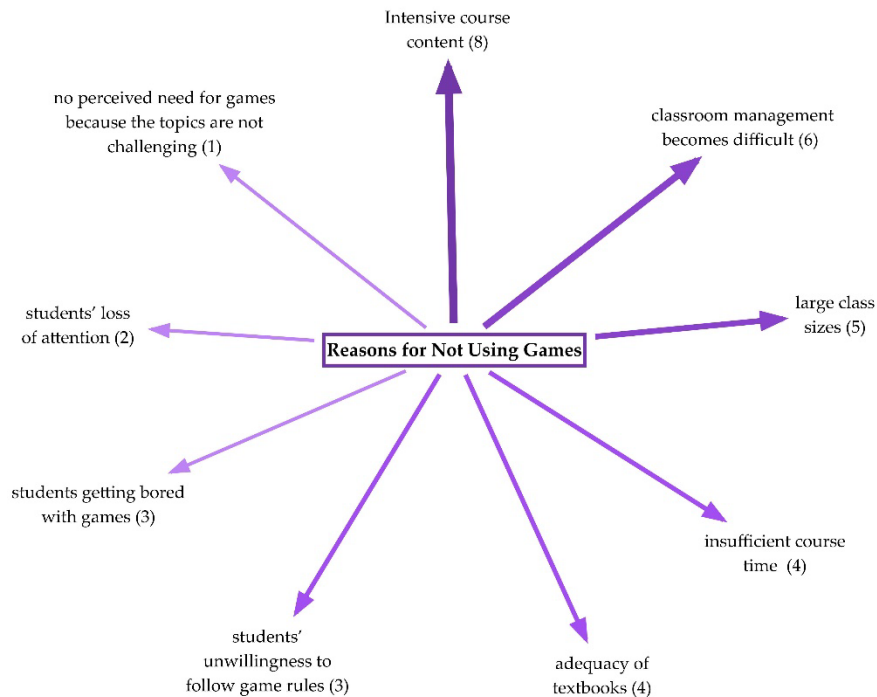 Intensive course
content (8)
classroom management
becomes difficult (6)
large class
sizes (5)
insufficient course
time (4)
adequacy of
textbooks (4)
students’
unwillingness to
follow game rules (3)
students getting bored
with games (3)
students’ loss
of attention (2)
no perceived need for games
because the topics are not
challenging (1)
Reasons for Not Using Games